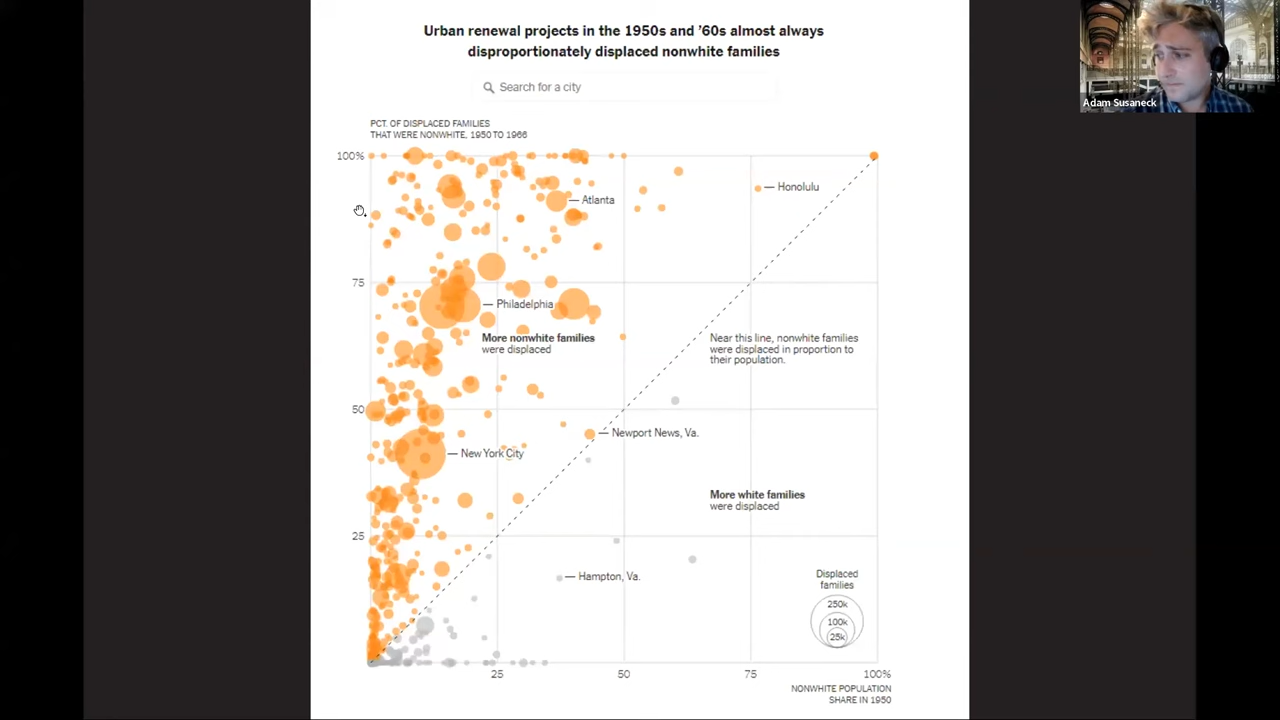 Urban renewal projects in the 1950s and ’60s almost always
disproportionately displaced nonwhite families
Search for a city
Adam Susaneck
PCT. OF DISPLACED FAMILIES
THAT WERE NONWHITE, 1950 TO 1966
100%
Honolulu
Atlanta
75
Philadelphia
More nonwhite families
were displaced
Near this line, nonwhite families
were displaced in proportion to
their population.
50
Newport News, Va.
New York City
More white families
were displaced
25
Hampton, Va.
Displaced
families
250k
100k
25k
25
50
75
100%
NONWHITE POPULATION
SHARE IN 1950